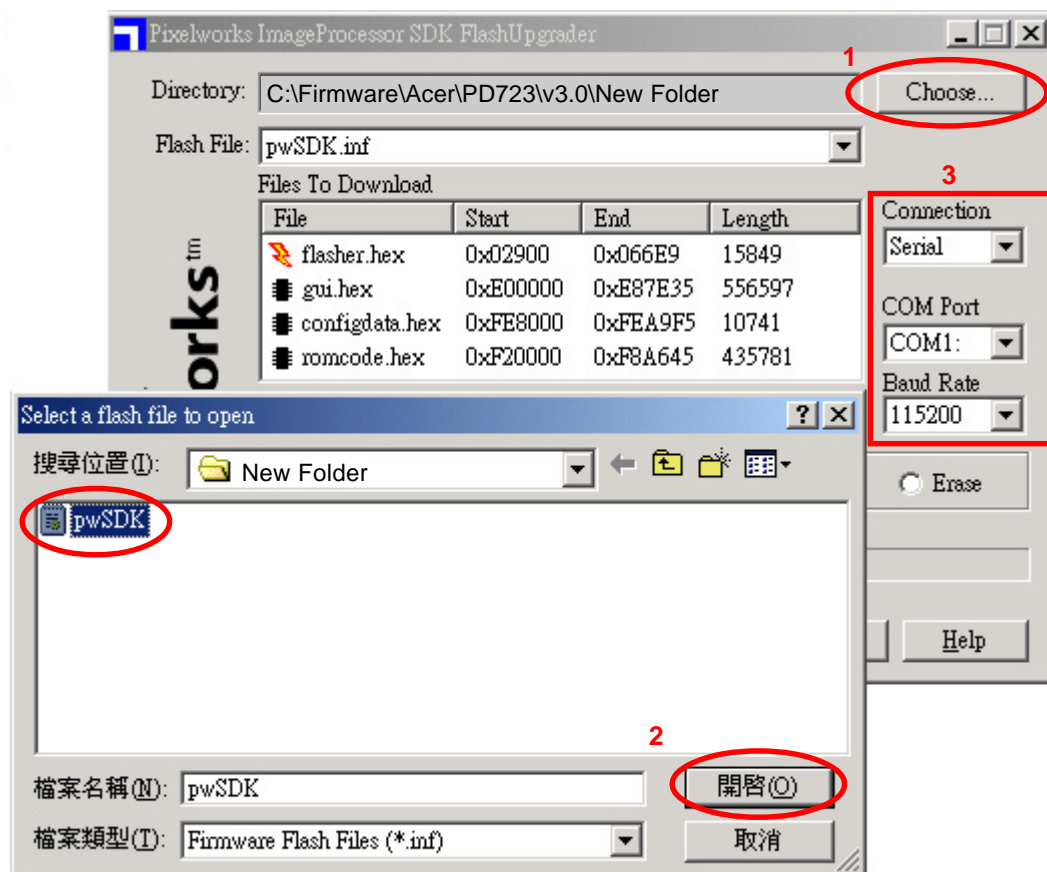 Pixelworks ImageProcessor SDK FlashUpgrader
1
Directory: C:\Firmware\Acer\PD723\v3.0\New Folder Choose...
Flash File: pwSDK.inf
Files To Download
File Start End Length
flasher.hex 0x02900 0x066E9 15849
gui.hex 0xE00000 0xE87E35 556597
configdata.hex 0xFE8000 0xFEA9F5 10741
romcode.hex 0xF20000 0xF8A645 435781
orks tm
3
Connection
Serial
COM Port
COM1:
Baud Rate
115200
Erase
Help
Select a flash file to open
搜尋位置(I): New Folder
pwSDK
2
檔案名稱(N): pwSDK 開啓(O)
檔案類型(T): Firmware Flash Files (*.inf) 取消